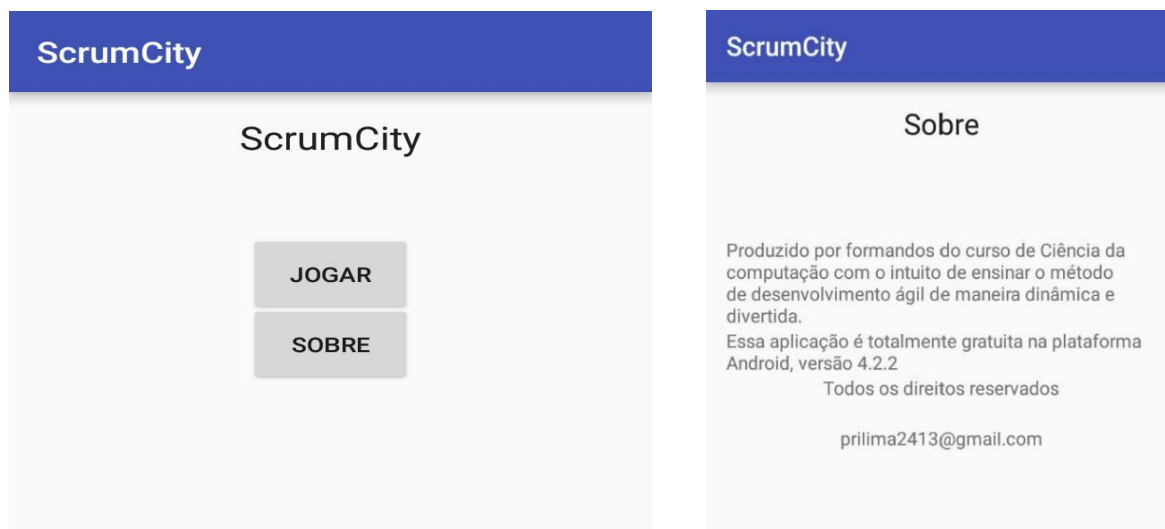 ScrumCity
ScrumCity
JOGAR
SOBRE
ScrumCity
Sobre
Produzido por formandos do curso de Ciência da
computação com o intuito de ensinar o método
de desenvolvimento ágil de maneira dinâmica e
divertida.
Essa aplicação é totalmente gratuita na plataforma
Android, versão 4.2.2
Todos os direitos reservados
prilima2413@gmail.com